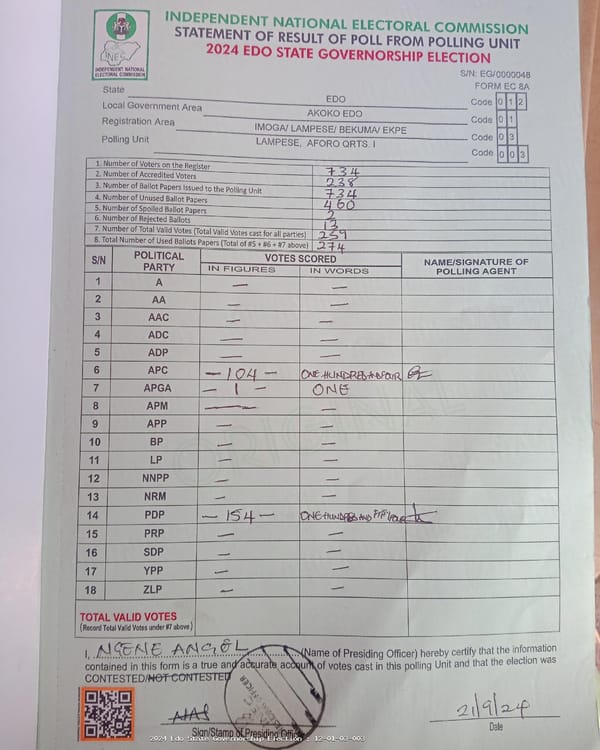 INDEPENDENT NATIONAL ELECTORAL COMMISSION
STATEMENT OF RESULT OF POLL FROM POLLING UNIT
2024 EDO STATE GOVERNORSHIP ELECTION
INEC
INDEPENDENT NATIONAL
ELECTORAL COMMISSION
S/N: EG/0000048
FORM EC 8A
State EDO Code 0 1 2
Local Government Area AKOKO EDO Code 0 1
Registration Area IMOGA/ LAMPESE/ BEKUMA/ EKPE Code 0 3
Polling Unit LAMPESE, AFORO QRTS. I Code 0 0 3
1. Number of Voters on the Register 734
2. Number of Accredited Voters 238
3. Number of Ballot Papers Issued to the Polling Unit 734
4. Number of Unused Ballot Papers 460
5. Number of Spoiled Ballot Papers 2
6. Number of Rejected Ballots 13
7. Number of Total Valid Votes (Total Valid Votes cast for all parties) 259
8. Total Number of Used Ballots Papers (Total of #5 + #6 + #7 above) 274
S/N POLITICAL PARTY VOTES SCORED NAME/SIGNATURE OF POLLING AGENT
IN FIGURES IN WORDS
1 A — —
2 AA — —
3 AAC — —
4 ADC — —
5 ADP — —
6 APC — 104 — ONE HUNDRED AND FOUR
7 APGA — 1 — ONE
8 APM — —
9 APP — —
10 BP — —
11 LP — —
12 NNPP — —
13 NRM — —
14 PDP — 154 — ONE HUNDRED AND FIFTY FOUR
15 PRP — —
16 SDP — —
17 YPP — —
18 ZLP — —
TOTAL VALID VOTES
(Record Total Valid Votes under #7 above)
I, NGENE ANGEL (Name of Presiding Officer) hereby certify that the information
contained in this form is a true and accurate account of votes cast in this polling Unit and that the election was
CONTESTED/NOT CONTESTED
21/9/24
Sign/Stamp of Presiding Officer Date
2024 Edo State Governorship Election : 12-01-03-003